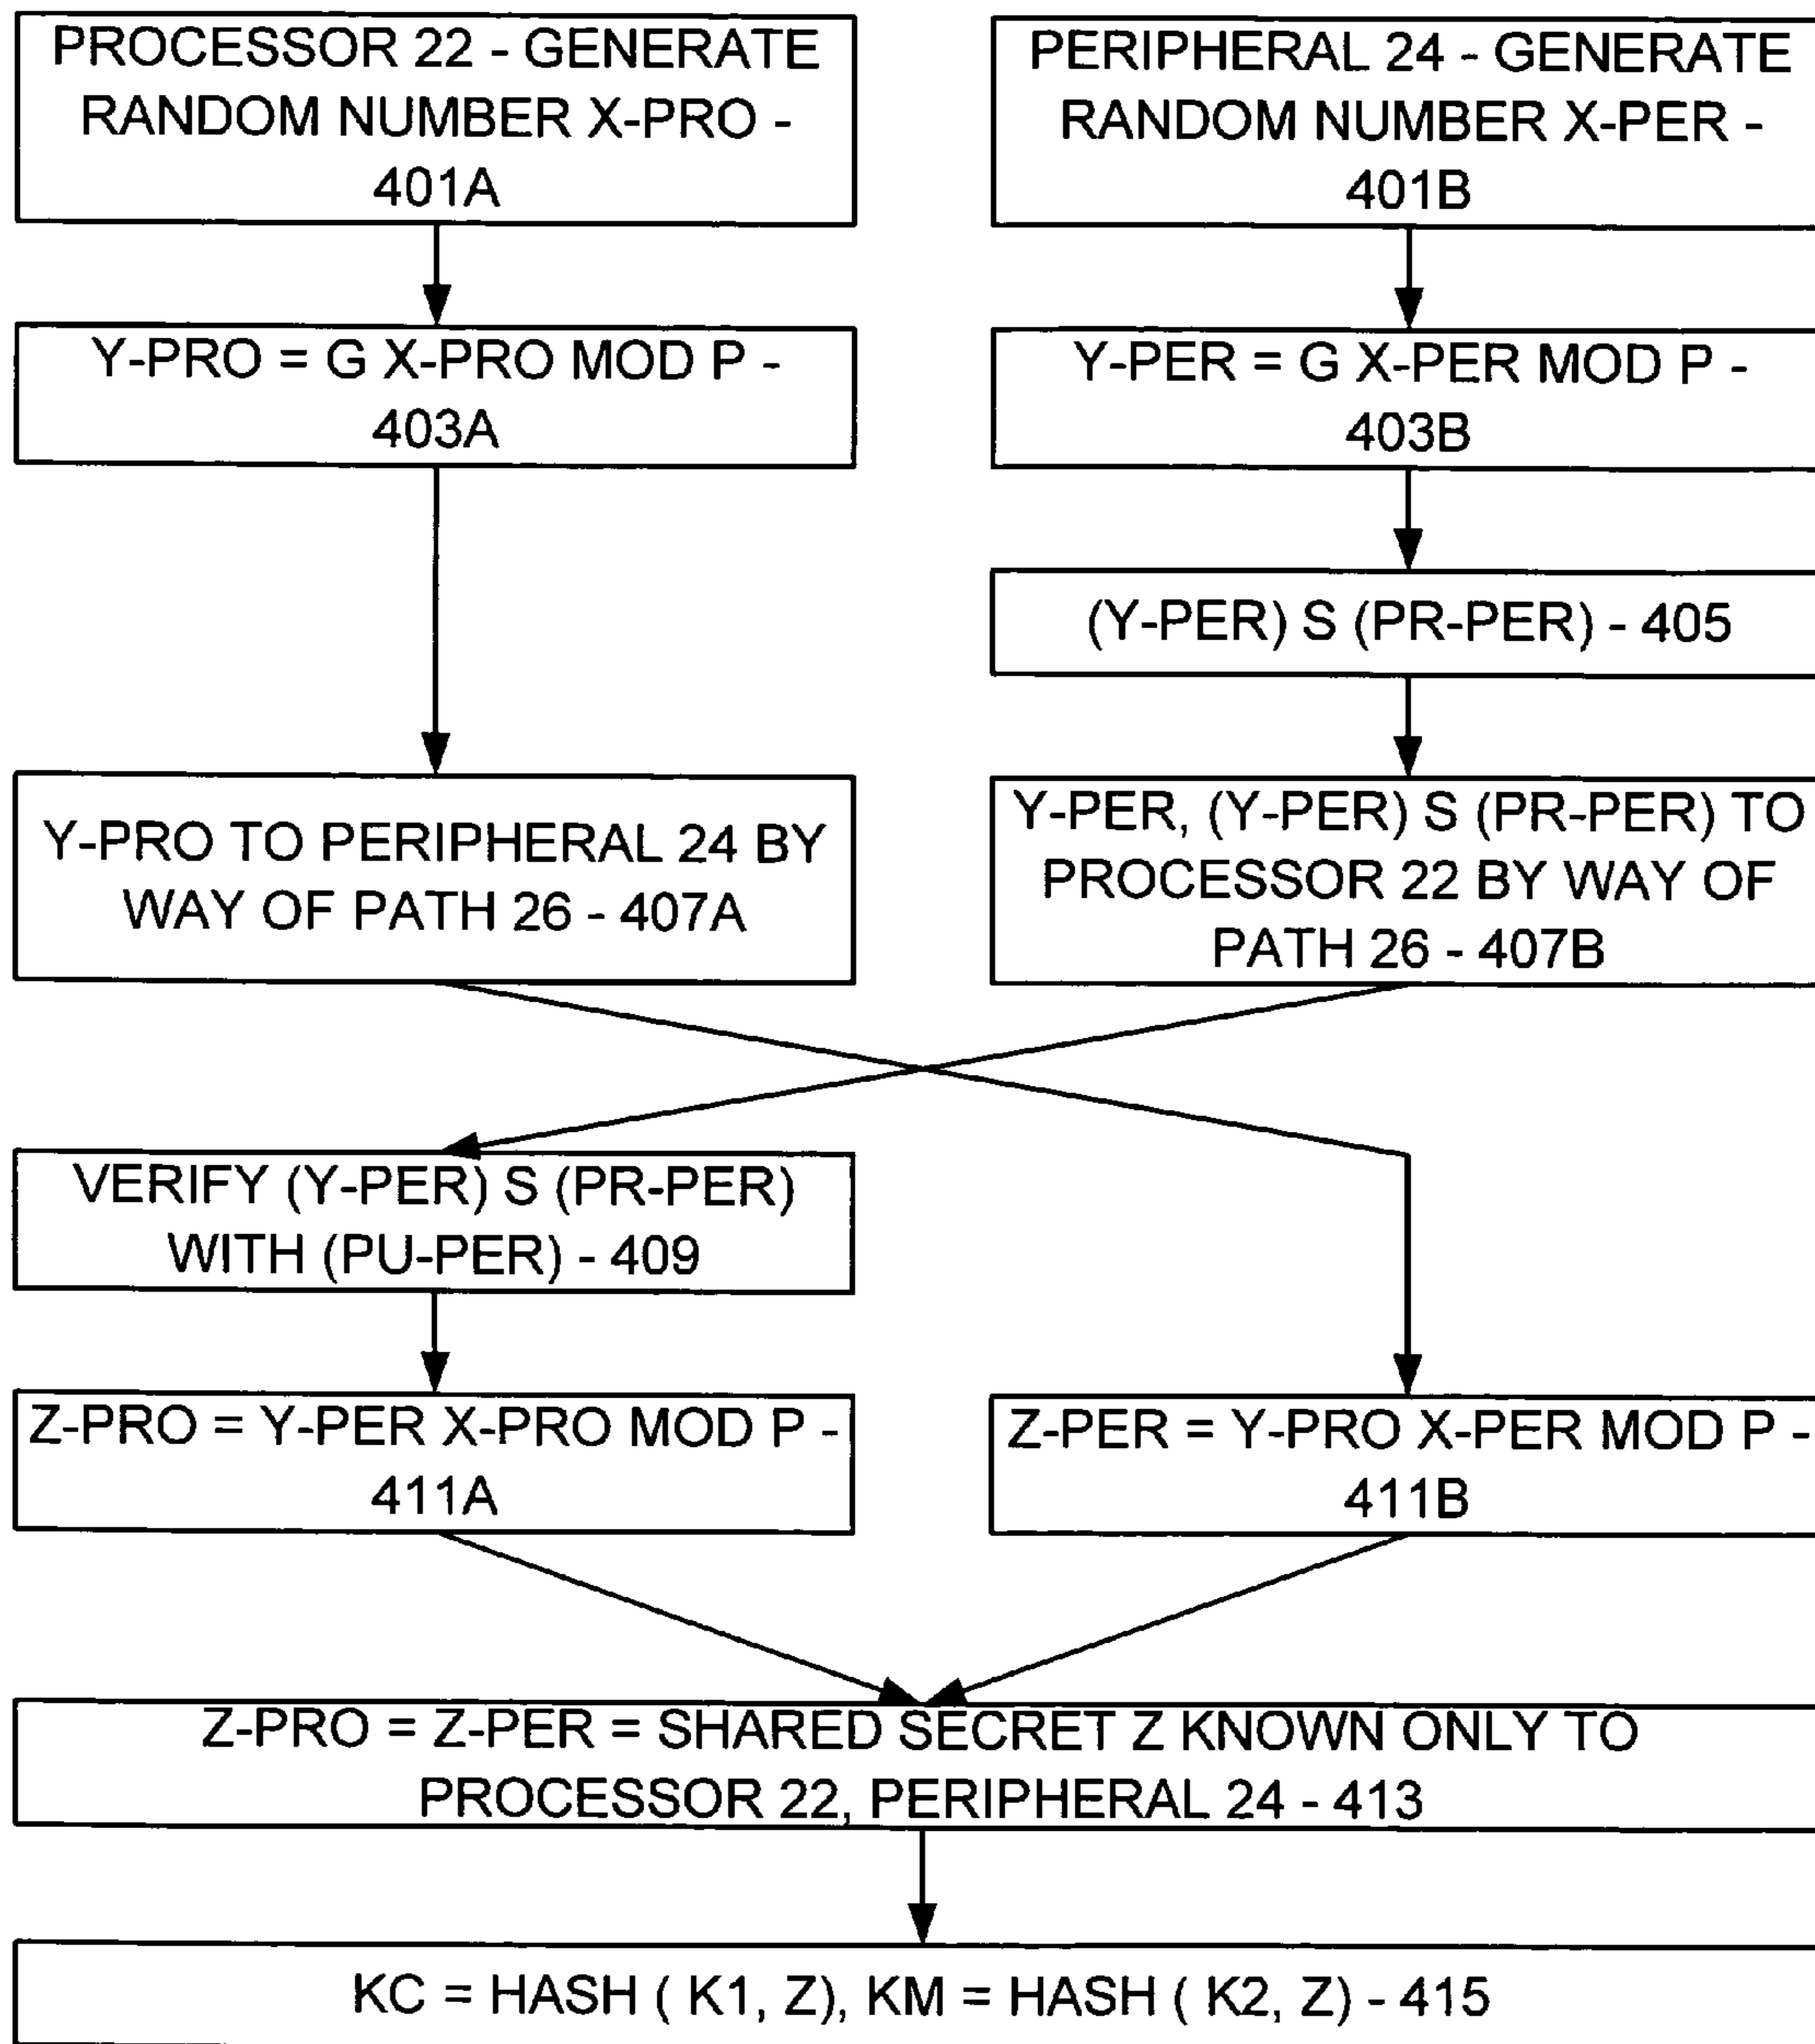 PROCESSOR 22 - GENERATE
RANDOM NUMBER X-PRO -
401A
PERIPHERAL 24 - GENERATE
RANDOM NUMBER X-PER -
401B
Y-PRO = G X-PRO MOD P -
403A
Y-PER = G X-PER MOD P -
403B
(Y-PER) S (PR-PER) - 405
Y-PRO TO PERIPHERAL 24 BY
WAY OF PATH 26 - 407A
Y-PER, (Y-PER) S (PR-PER) TO
PROCESSOR 22 BY WAY OF
PATH 26 - 407B
VERIFY (Y-PER) S (PR-PER)
WITH (PU-PER) - 409
Z-PRO = Y-PER X-PRO MOD P -
411A
Z-PER = Y-PRO X-PER MOD P -
411B
Z-PRO = Z-PER = SHARED SECRET Z KNOWN ONLY TO
PROCESSOR 22, PERIPHERAL 24 - 413
KC = HASH ( K1, Z), KM = HASH ( K2, Z) - 415